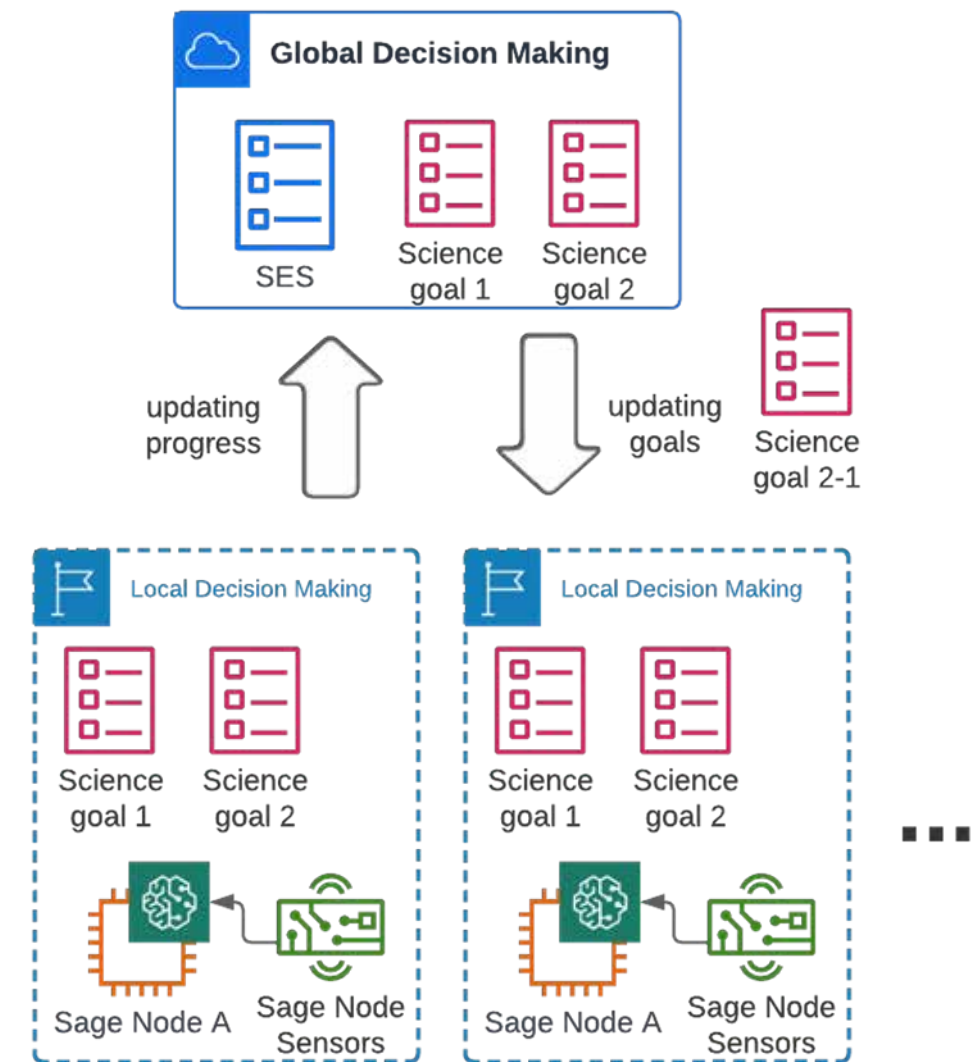 Global Decision Making
SES
Science
goal 1
Science
goal 2
updating
progress
updating
goals
Science
goal 2-1
Local Decision Making
Science
goal 1
Science
goal 2
Sage Node A
Sage Node
Sensors
Local Decision Making
Science
goal 1
Science
goal 2
Sage Node A
Sage Node
Sensors
...